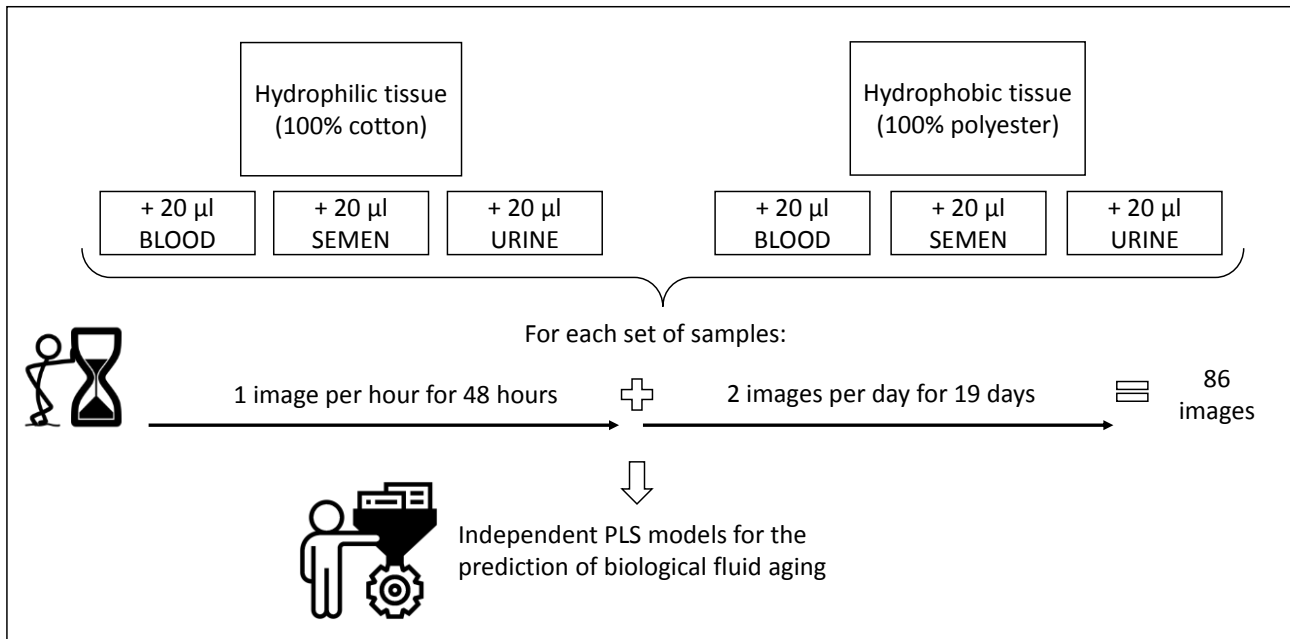 Hydrophilic tissue
(100% cotton)
Hydrophobic tissue
(100% polyester)
+ 20 µl
BLOOD
+ 20 µl
SEMEN
+ 20 µl
URINE
+ 20 µl
BLOOD
+ 20 µl
SEMEN
+ 20 µl
URINE
For each set of samples:
1 image per hour for 48 hours
2 images per day for 19 days
86
images
Independent PLS models for the
prediction of biological fluid aging